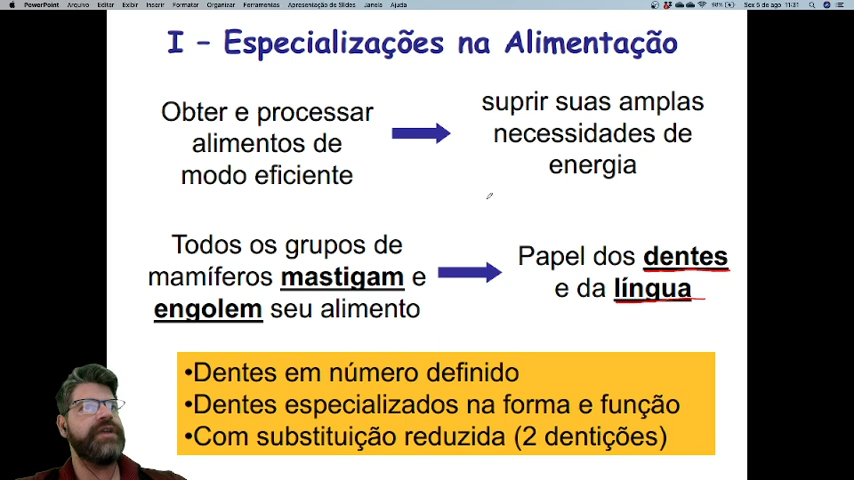 PowerPoint Arquivo Editar Exibir Inserir Formatar Organizar Ferramentas Apresentação de Slides Janela Ajuda
Sex 5 de ago 11:31
I – Especializações na Alimentação
Obter e processar
alimentos de
modo eficiente
suprir suas amplas
necessidades de
energia
Todos os grupos de
mamíferos mastigam e
engolem seu alimento
Papel dos dentes
e da língua
•Dentes em número definido
•Dentes especializados na forma e função
•Com substituição reduzida (2 dentições)